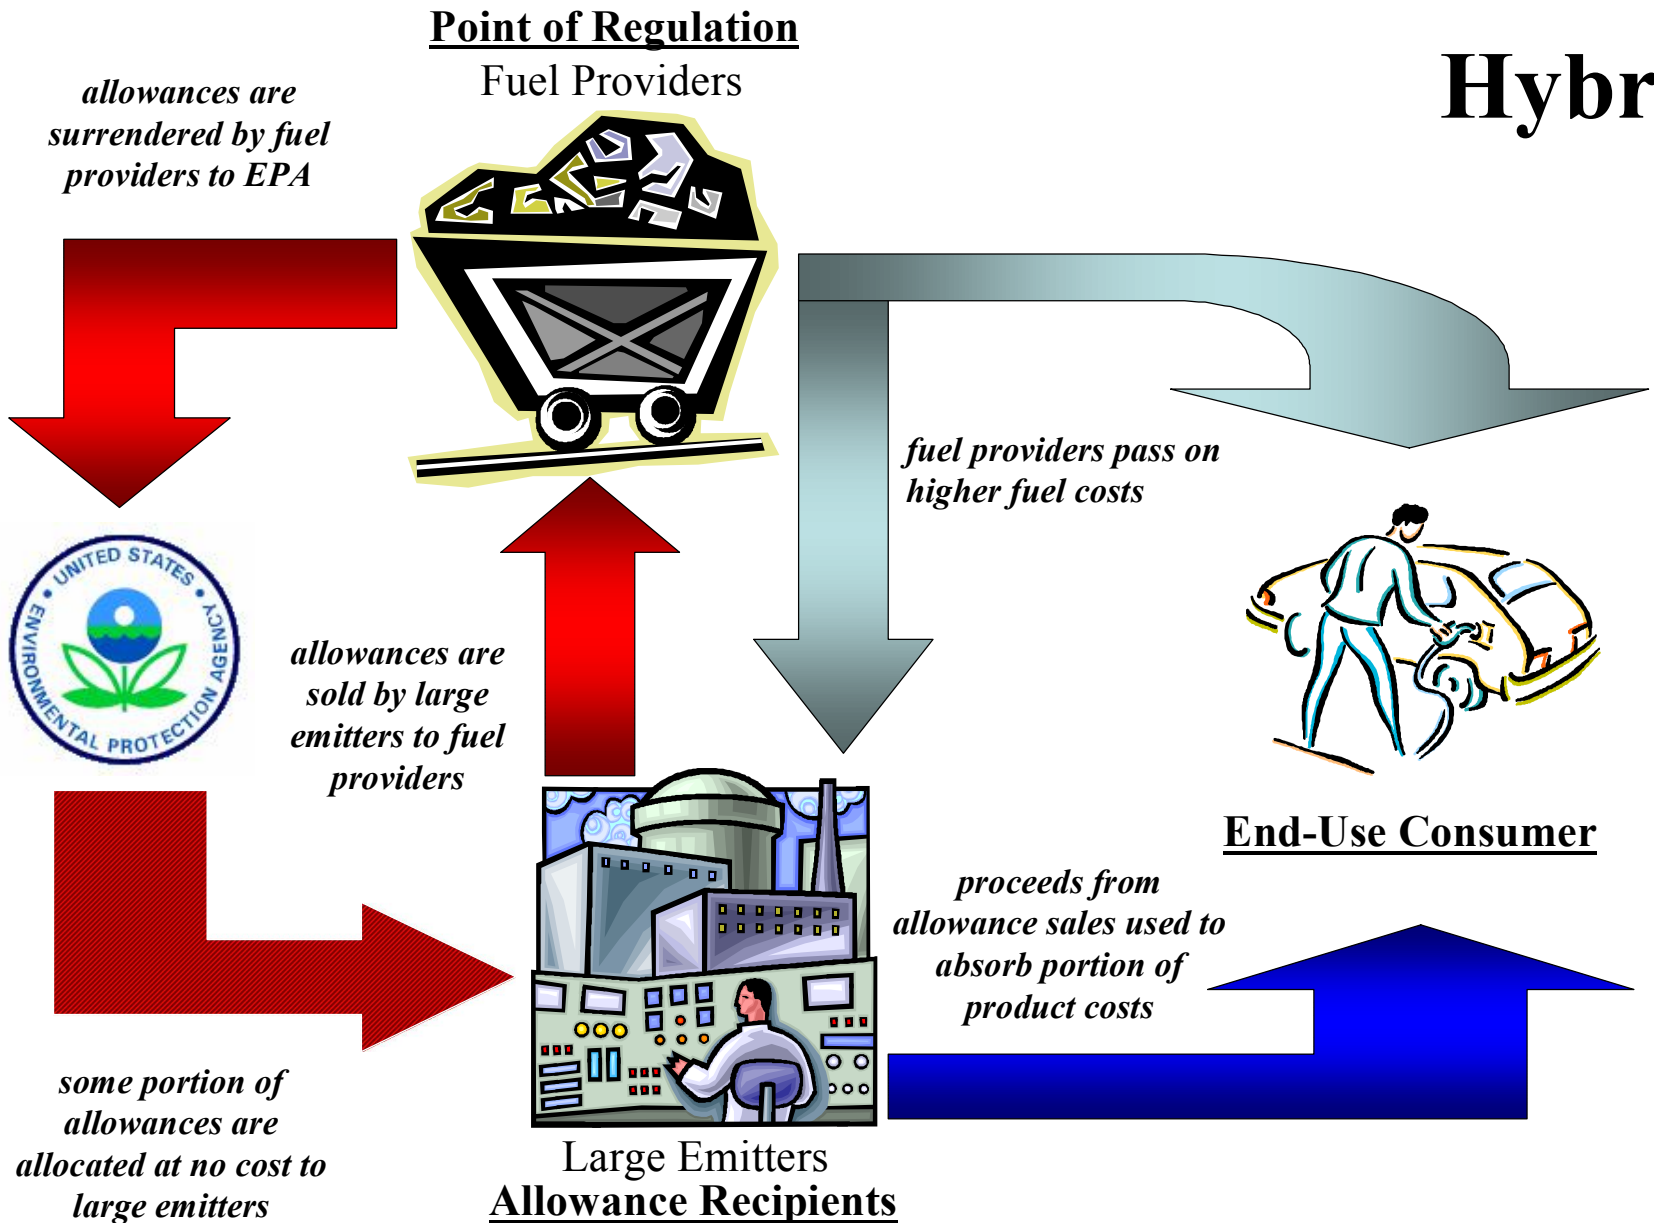 Point of Regulation
Fuel Providers
Hybr
allowances are
surrendered by fuel
providers to EPA
fuel providers pass on
higher fuel costs
UNITED STATES
ENVIRONMENTAL PROTECTION AGENCY
allowances are
sold by large
emitters to fuel
providers
End-Use Consumer
proceeds from
allowance sales used to
absorb portion of
product costs
some portion of
allowances are
allocated at no cost to
large emitters
Large Emitters
Allowance Recipients